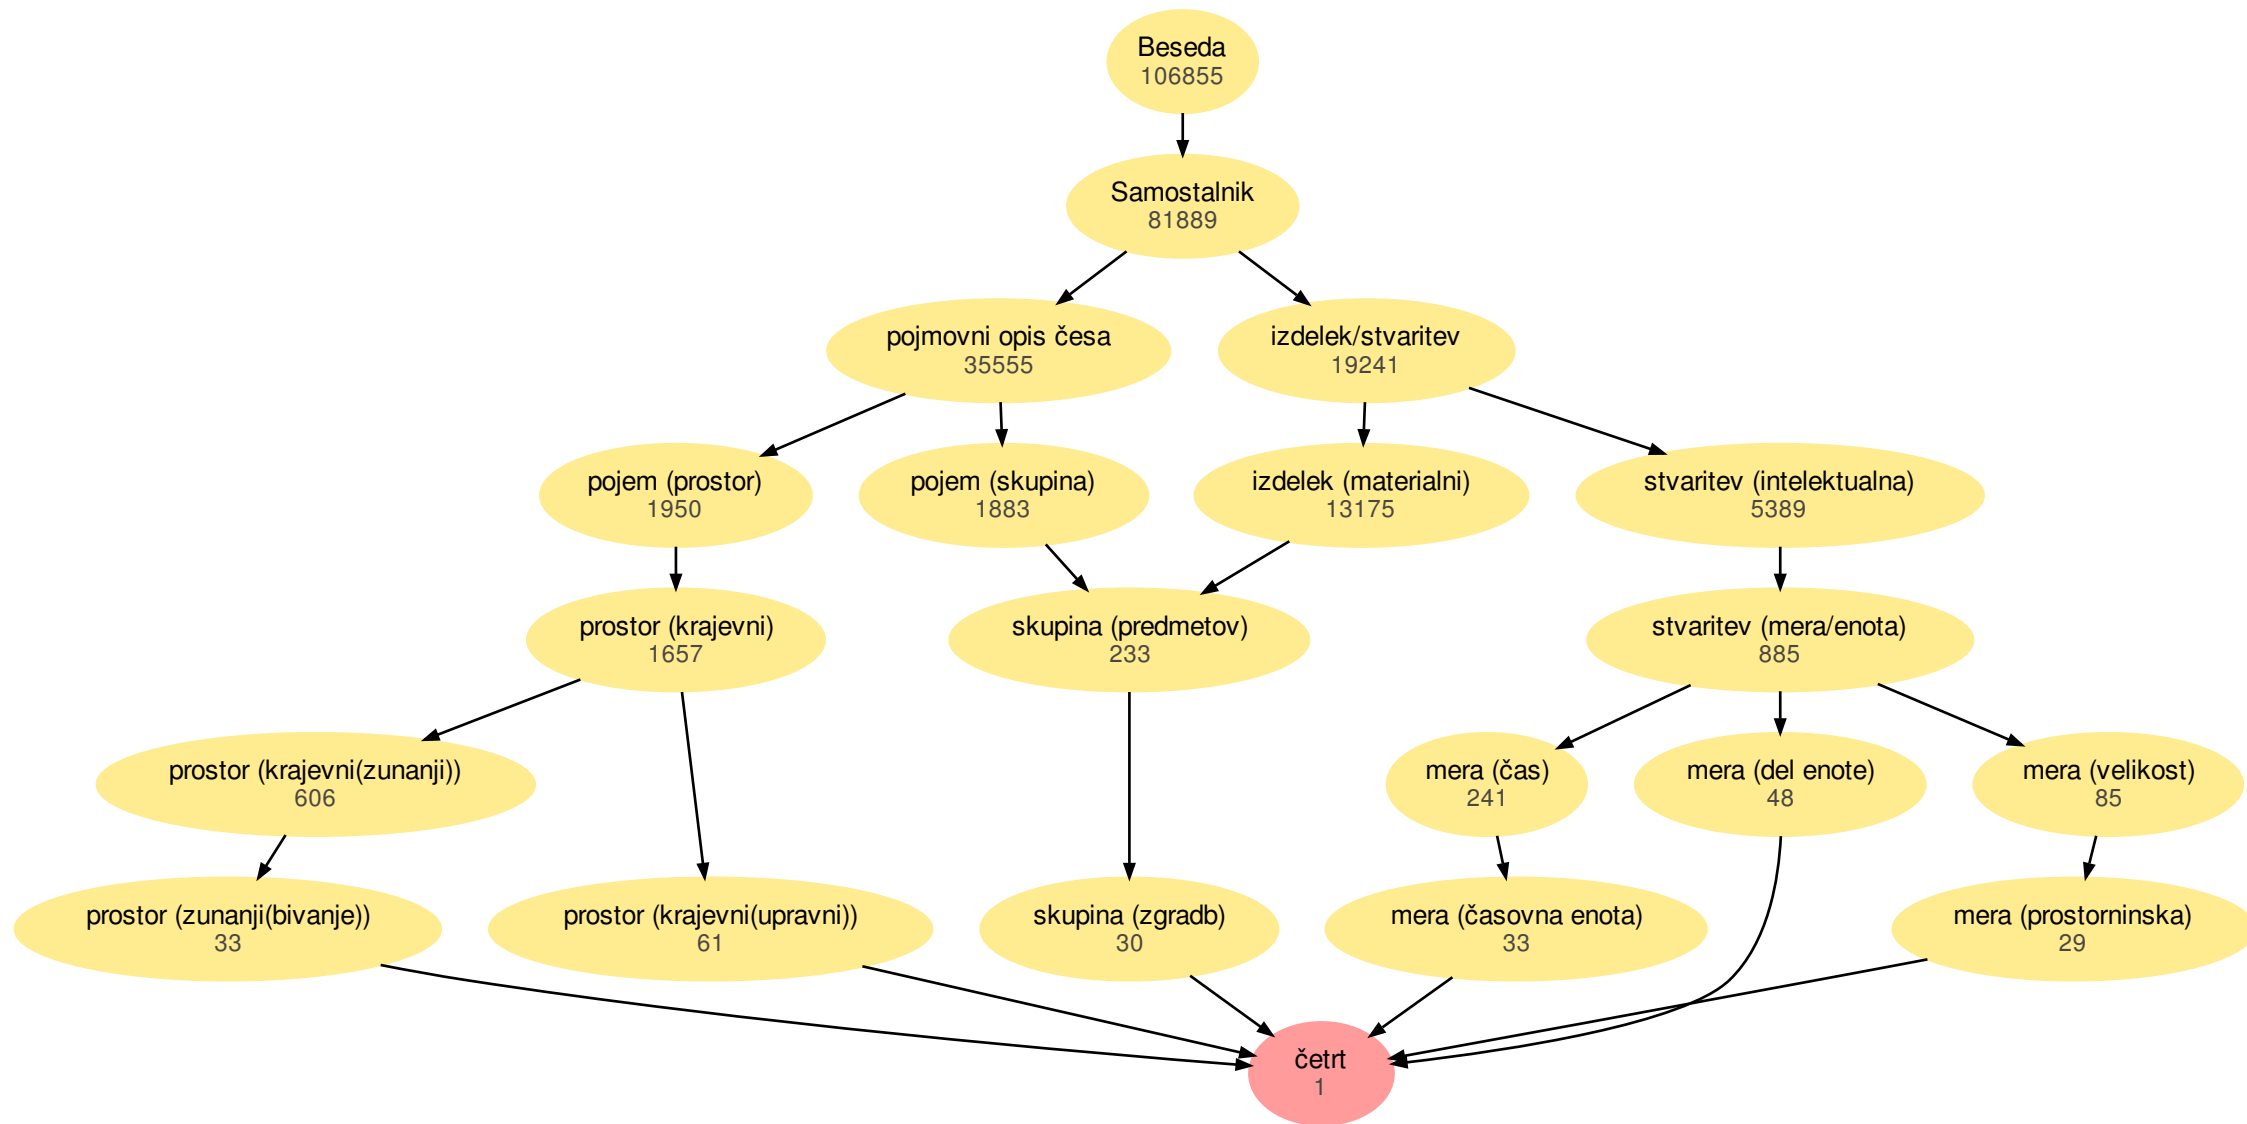 Beseda
106855
Samostalnik
81889
pojmovni opis česa
35555
izdelek/stvaritev
19241
pojem (prostor)
1950
pojem (skupina)
1883
izdelek (materialni)
13175
stvaritev (intelektualna)
5389
prostor (krajevni)
1657
skupina (predmetov)
233
stvaritev (mera/enota)
885
prostor (krajevni(zunanji))
606
mera (čas)
241
mera (del enote)
48
mera (velikost)
85
prostor (zunanji(bivanje))
33
prostor (krajevni(upravni))
61
skupina (zgradb)
30
mera (časovna enota)
33
mera (prostorninska)
29
četrt
1